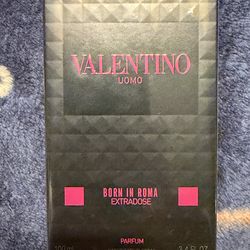 VALENTINO
UOMO
BORN IN ROMA
EXTRADOSE
PARFUM
100 ml 3.4 FL OZ